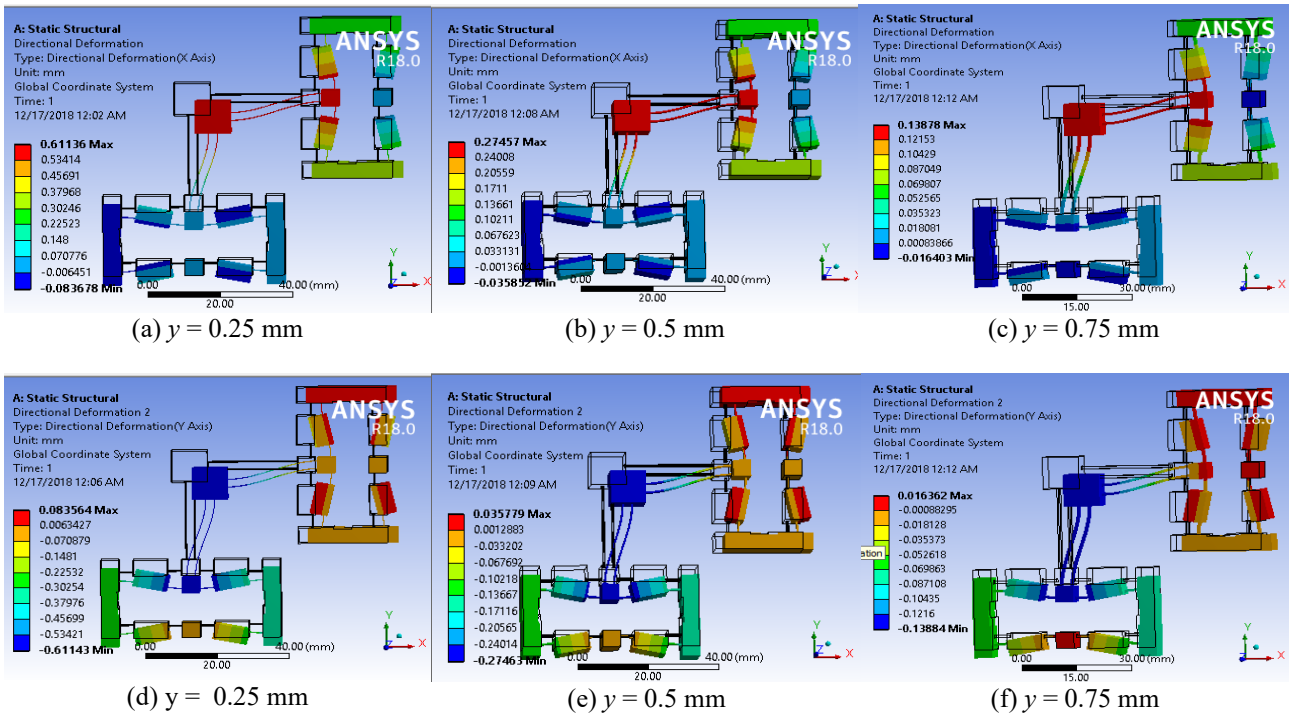 A: Static Structural
Directional Deformation
Type: Directional Deformation(X Axis)
Unit: mm
Global Coordinate System
Time: 1
12/17/2018 12:02 AM
0.61136 Max
0.53414
0.45691
0.37968
0.30246
0.22523
0.148
0.070776
-0.006451
-0.083678 Min
ANSYS
R18.0
0.00
40.00 (mm)
20.00
Y
Z
X
(a) y = 0.25 mm
A: Static Structural
Directional Deformation
Type: Directional Deformation(X Axis)
Unit: mm
Global Coordinate System
Time: 1
12/17/2018 12:08 AM
0.27457 Max
0.24008
0.20559
0.1711
0.13661
0.10211
0.067623
0.033131
-0.035852 Min
ANSYS
R18.0
0.00
40.00 (mm)
20.00
Y
Z
X
(b) y = 0.5 mm
A: Static Structural
Directional Deformation
Type: Directional Deformation(X Axis)
Unit: mm
Global Coordinate System
Time: 1
12/17/2018 12:12 AM
0.13878 Max
0.12153
0.10429
0.087049
0.069807
0.052565
0.035323
0.018081
0.00083866
-0.016403 Min
ANSYS
R18.0
0.00
30.00 (mm)
15.00
Y
Z
X
(c) y = 0.75 mm
A: Static Structural
Directional Deformation 2
Type: Directional Deformation(Y Axis)
Unit: mm
Global Coordinate System
Time: 1
12/17/2018 12:06 AM
0.083564 Max
0.0063427
-0.070879
-0.1481
-0.22532
-0.30254
-0.37976
-0.45699
-0.53421
-0.61143 Min
ANSYS
R18.0
0.00
40.00 (mm)
20.00
Y
Z
X
(d) y = 0.25 mm
A: Static Structural
Directional Deformation 2
Type: Directional Deformation(Y Axis)
Unit: mm
Global Coordinate System
Time: 1
12/17/2018 12:09 AM
0.035779 Max
0.0012883
-0.033202
-0.067692
-0.10218
-0.13667
-0.17116
-0.20565
-0.24014
-0.27463 Min
ANSYS
R18.0
0.00
40.00 (mm)
20.00
Y
Z
X
(e) y = 0.5 mm
A: Static Structural
Directional Deformation 2
Type: Directional Deformation(Y Axis)
Unit: mm
Global Coordinate System
Time: 1
12/17/2018 12:12 AM
0.016362 Max
-0.00088295
-0.018128
-0.035373
-0.052618
ation
-0.069863
-0.087108
-0.10435
-0.1216
-0.13884 Min
ANSYS
R18.0
0.00
30.00 (mm)
15.00
Y
Z
X
(f) y = 0.75 mm